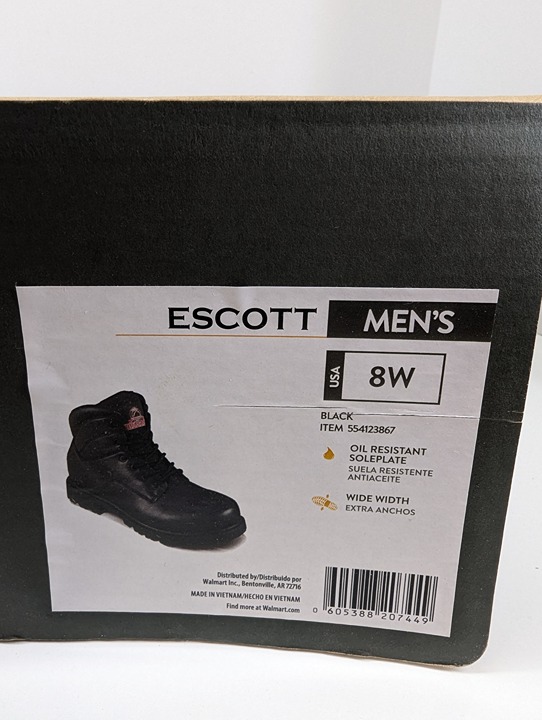 ESCOTT
MEN'S
USA
8W
BLACK
ITEM 554123867
OIL RESISTANT
SOLEPLATE
SUELA RESISTENTE
ANTIACEITE
WIDE WIDTH
EXTRA ANCHOS
Distributed by/Distribuido por
Walmart Inc., Bentonville, AR 72716
MADE IN VIETNAM/HECHO EN VIETNAM
Find more at Walmart.com
0 605388 207449